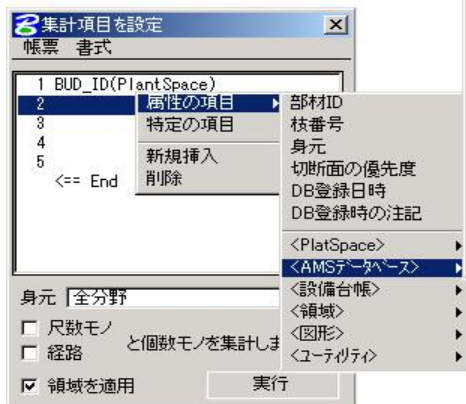 集計項目を設定
帳票 書式
1 BUD_ID(PlantSpace)
2
3
4
5
<== End
属性の項目
特定の項目
新規挿入
削除
部材ID
枝番号
身元
切断面の優先度
DB登録日時
DB登録時の注記
<PlatSpace>
<AMSデータベース>
<設備台帳>
<領域>
<図形>
<ユーティリティ>
身元 全分野
尺数モノ
経路
と個数モノを集計しま
領域を適用
実行